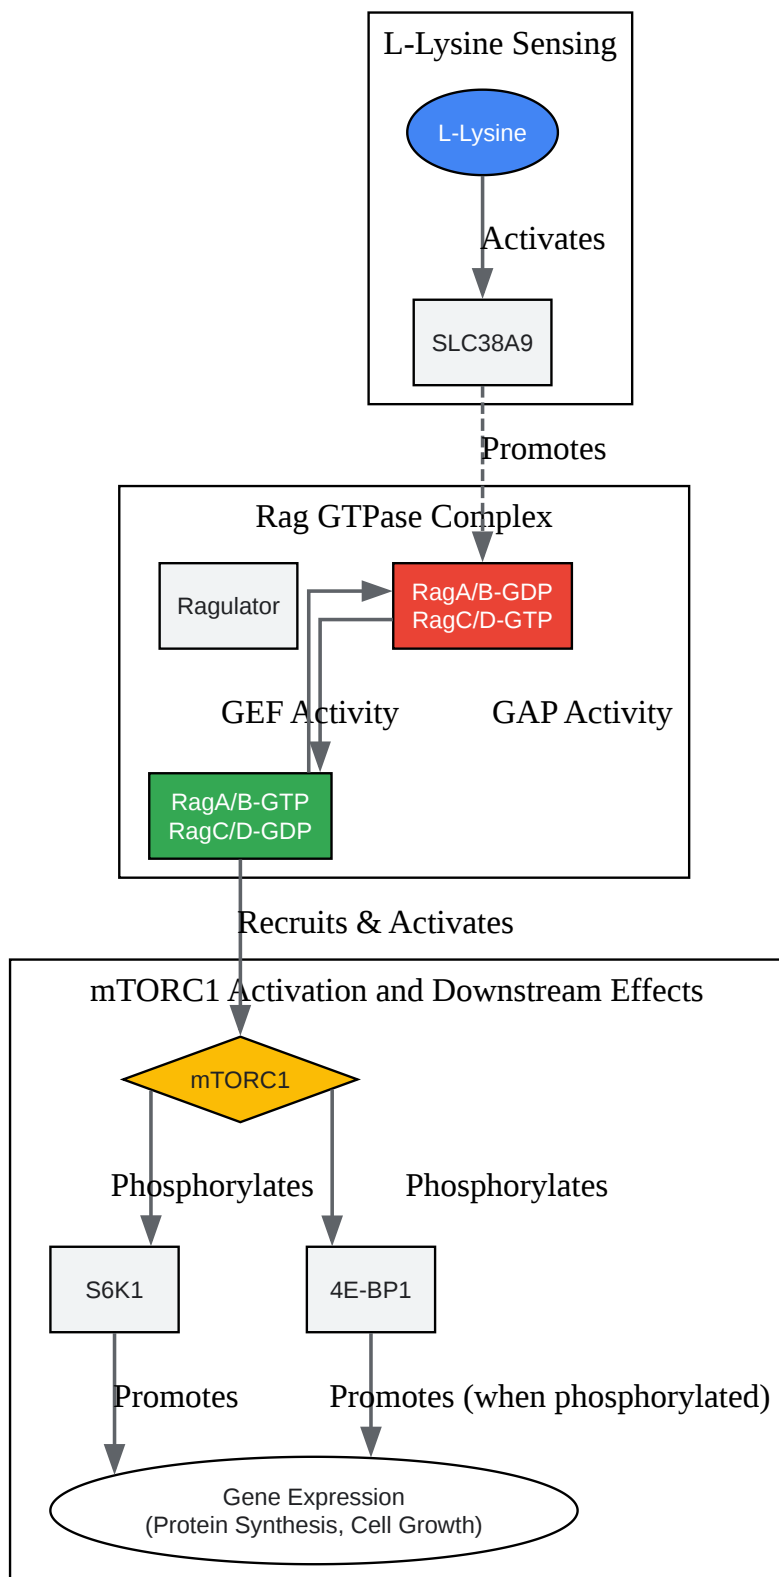 L-Lysine Sensing
L-Lysine
Activates
SLC38A9
Promotes
Rag GTPase Complex
Ragulator
RagA/B-GDP
RagC/D-GTP
GEF Activity
GAP Activity
RagA/B-GTP
RagC/D-GDP
Recruits & Activates
mTORC1 Activation and Downstream Effects
mTORC1
Phosphorylates
Phosphorylates
S6K1
4E-BP1
Promotes
Promotes (when phosphorylated)
Gene Expression
(Protein Synthesis, Cell Growth)